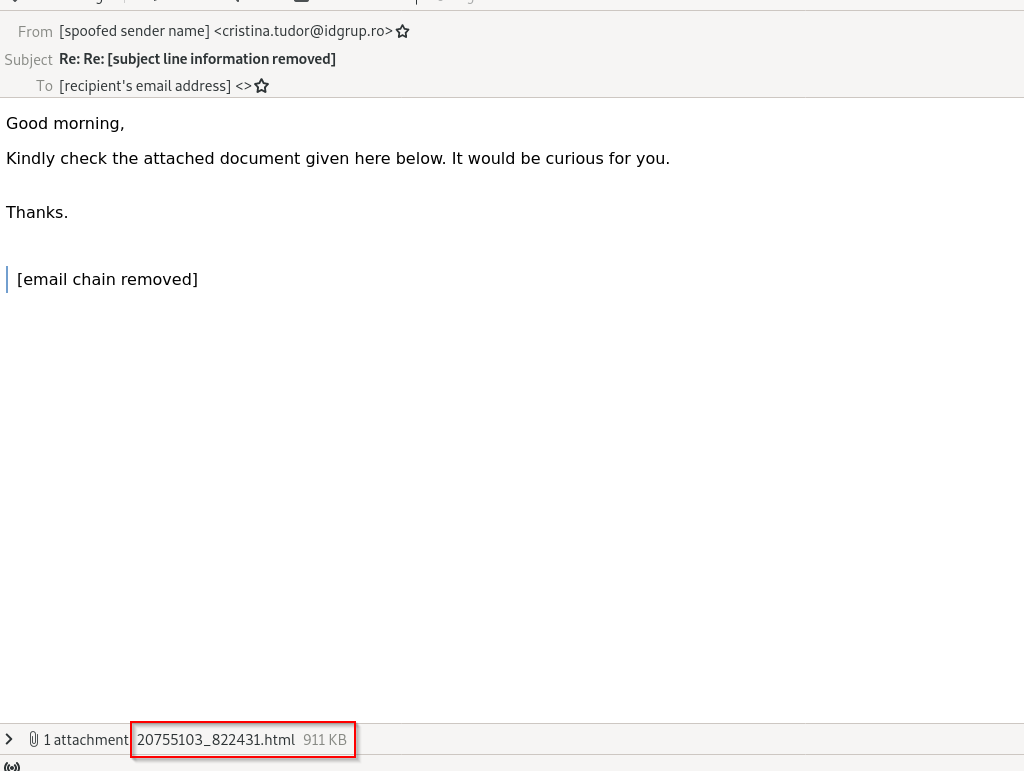 From [spoofed sender name] <cristina.tudor@idgrup.ro>
Subject Re: Re: [subject line information removed]
To [recipient's email address] <>
Good morning,
Kindly check the attached document given here below. It would be curious for you.
Thanks.
[email chain removed]
1 attachment 20755103_822431.html 911 KB